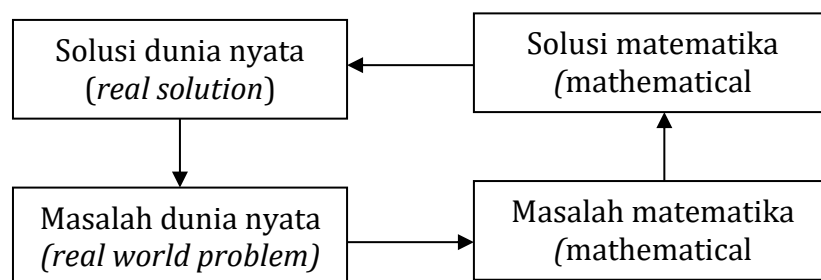 Solusi dunia nyata
(real solution)
Solusi matematika
(mathematical
Masalah dunia nyata
(real world problem)
Masalah matematika
(mathematical